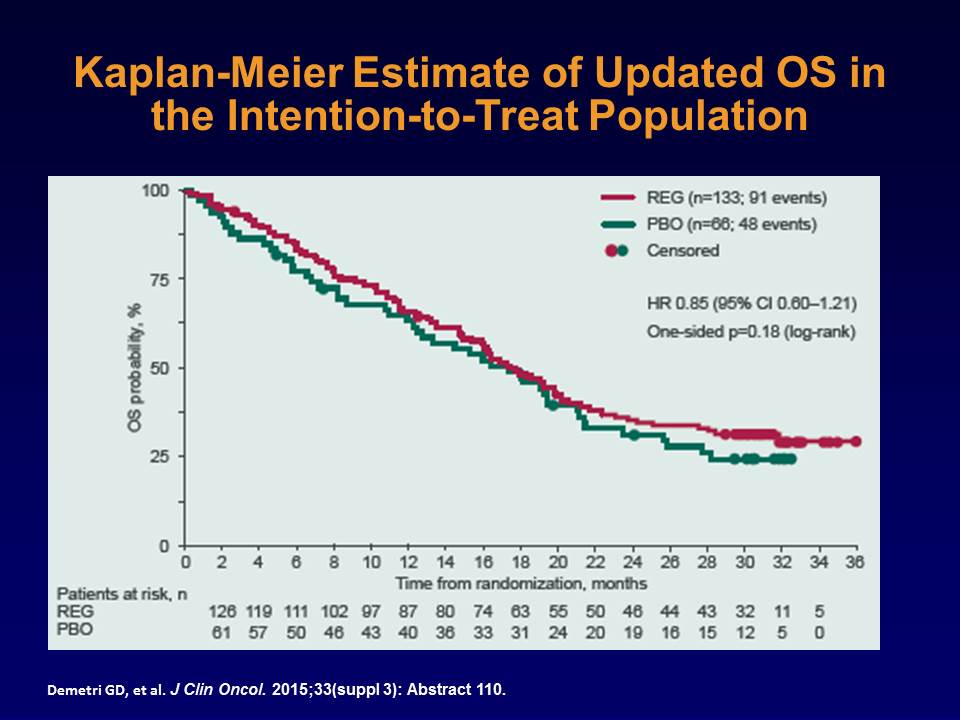 Kaplan-Meier Estimate of Updated OS in
the Intention-to-Treat Population
100
75
50
25
0
OS probability, %
REG (n=133; 91 events)
PBO (n=66; 48 events)
Censored
HR 0.85 (95% CI 0.60–1.21)
One-sided p=0.18 (log-rank)
0 2 4 6 8 10 12 14 16 18 20 22 24 26 28 30 32 34 36
Time from randomization, months
Patients at risk, n
REG 126 119 111 102 97 87 80 74 63 55 50 46 44 43 32 11 5
PBO 61 57 50 46 43 40 36 33 31 24 20 19 16 15 12 5 0
Demetri GD, et al. J Clin Oncol. 2015;33(suppl 3): Abstract 110.